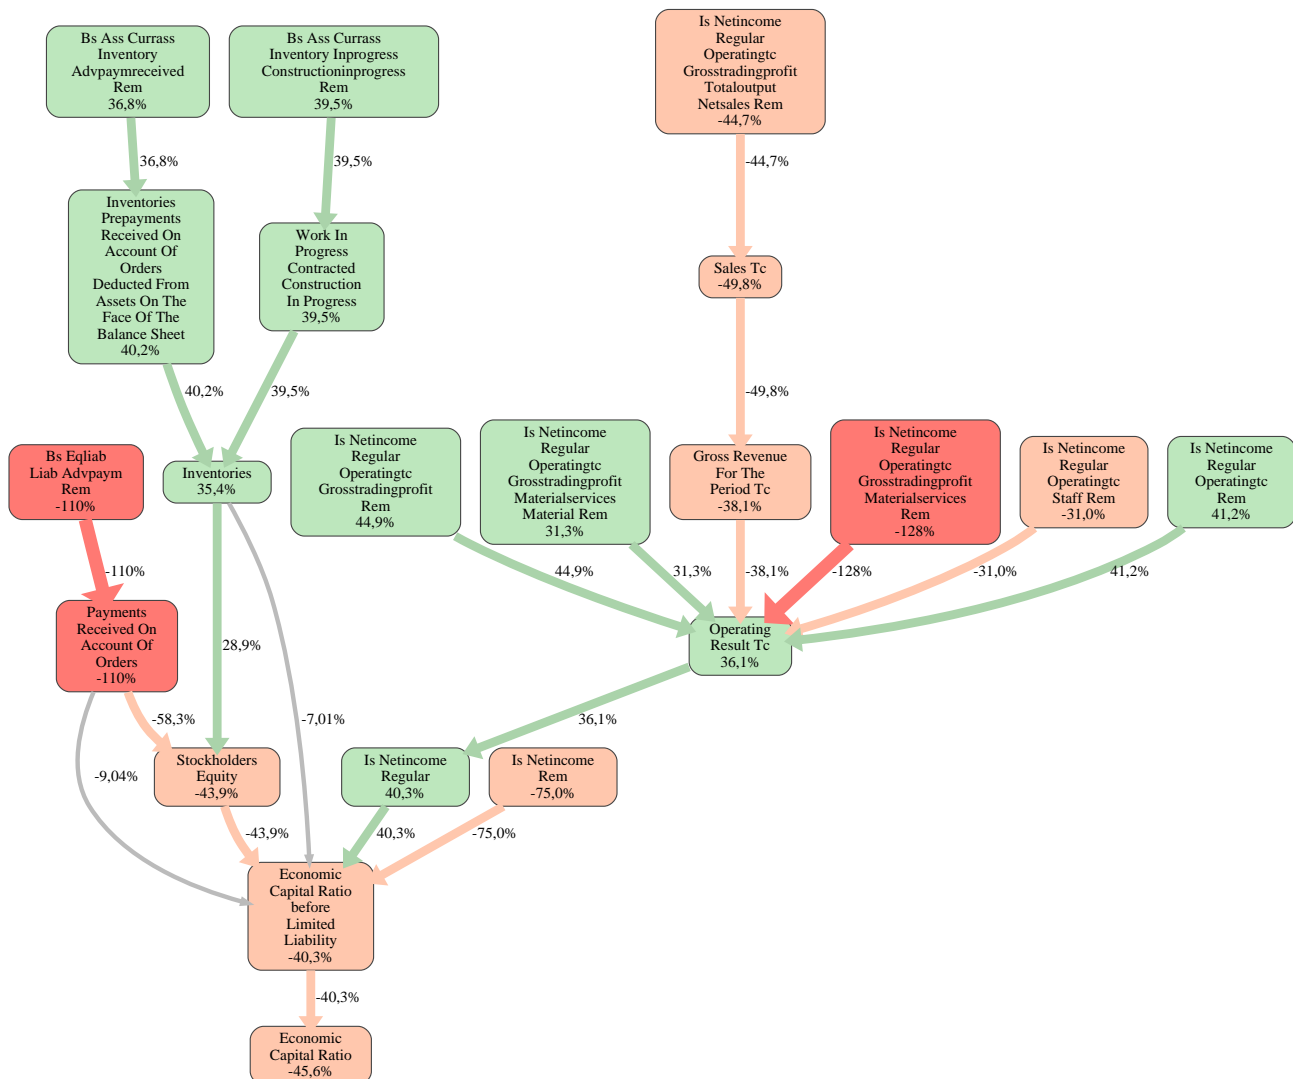 Bs Ass Currass
Inventory
Advpaymreceived
Rem
36,8%
Bs Ass Currass
Inventory Inprogress
Constructioninprogress
Rem
39,5%
Is Netincome
Regular
Operatingtc
Grosstradingprofit
Totaloutput
Netsales Rem
-44,7%
36,8%
39,5%
-44,7%
Inventories
Prepayments
Received On
Account Of
Orders
Deducted From
Assets On The
Face Of The
Balance Sheet
40,2%
Work In
Progress
Contracted
Construction
In Progress
39,5%
Sales Tc
-49,8%
40,2%
39,5%
-49,8%
Bs Eqliab
Liab Advpaym
Rem
-110%
Inventories
35,4%
Is Netincome
Regular
Operatingtc
Grosstradingprofit
Rem
44,9%
Is Netincome
Regular
Operatingtc
Grosstradingprofit
Materialservices
Material Rem
31,3%
Gross Revenue
For The
Period Tc
-38,1%
Is Netincome
Regular
Operatingtc
Grosstradingprofit
Materialservices
Rem
-128%
Is Netincome
Regular
Operatingtc
Staff Rem
-31,0%
Is Netincome
Regular
Operatingtc
Rem
41,2%
-110%
44,9%
31,3%
-38,1%
-128%
-31,0%
41,2%
Payments
Received On
Account Of
Orders
-110%
28,9%
Operating
Result Tc
36,1%
-58,3%
-7,01%
36,1%
-9,04%
Stockholders
Equity
-43,9%
Is Netincome
Regular
40,3%
Is Netincome
Rem
-75,0%
-43,9%
40,3%
-75,0%
Economic
Capital Ratio
before
Limited
Liability
-40,3%
-40,3%
Economic
Capital Ratio
-45,6%